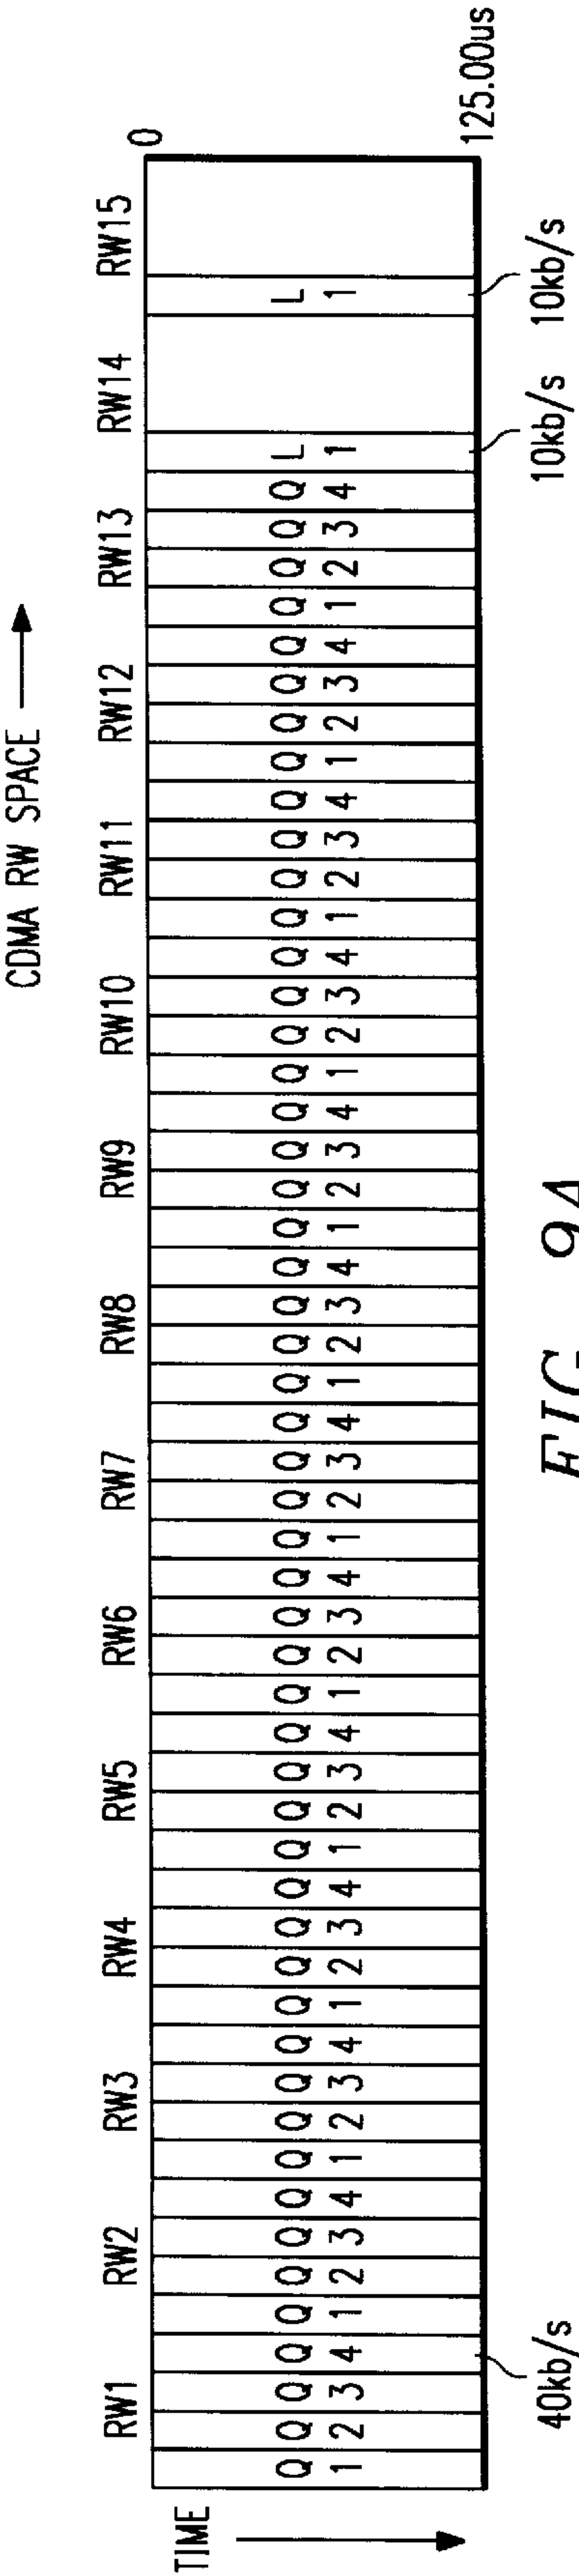 CDMA RW SPACE
RW1 RW2 RW3 RW4 RW5 RW6 RW7 RW8 RW9 RW10 RW11 RW12 RW13 RW14 RW15
0
TIME
Q Q Q Q Q Q Q Q Q Q Q Q Q Q Q Q Q Q Q Q Q Q Q Q Q Q Q Q Q Q Q Q Q Q Q Q Q Q Q Q Q Q Q Q Q Q Q Q Q Q Q Q L L
1 2 3 4 1 2 3 4 1 2 3 4 1 2 3 4 1 2 3 4 1 2 3 4 1 2 3 4 1 2 3 4 1 2 3 4 1 2 3 4 1 2 3 4 1 2 3 4 1 2 3 4 1 1
125.00us
40kb/s 10kb/s 10kb/s
FIG. 9A